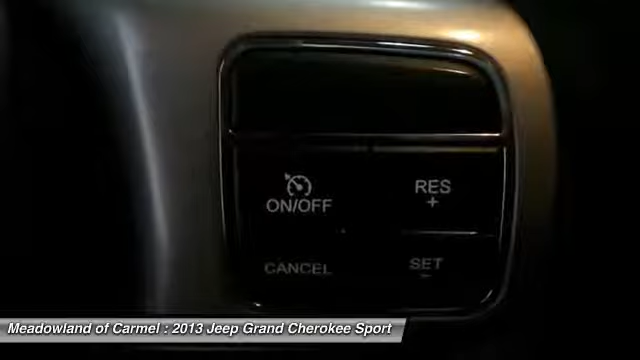 ON/OFF
RES
+
CANCEL
SET
-
Meadowland of Carmel : 2013 Jeep Grand Cherokee Sport